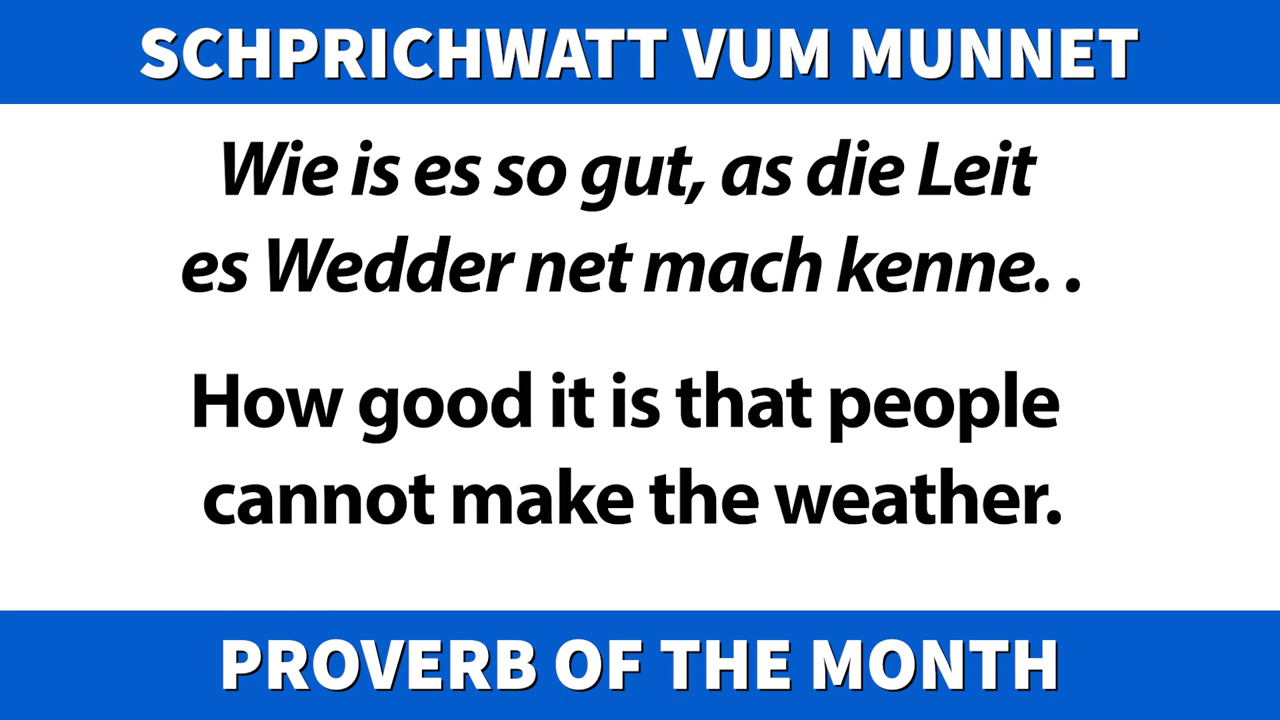 SCHPRICHWATT VUM MUNNET
Wie is es so gut, as die Leit
es Wedder net mach kenne. .
How good it is that people
cannot make the weather.
PROVERB OF THE MONTH